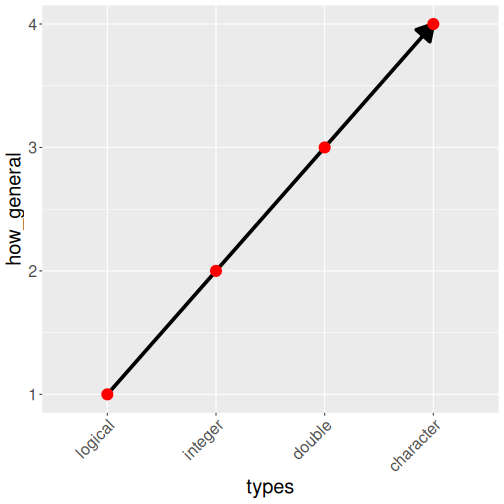 how_general
4
3
2
1
logical
integer
double
character
types